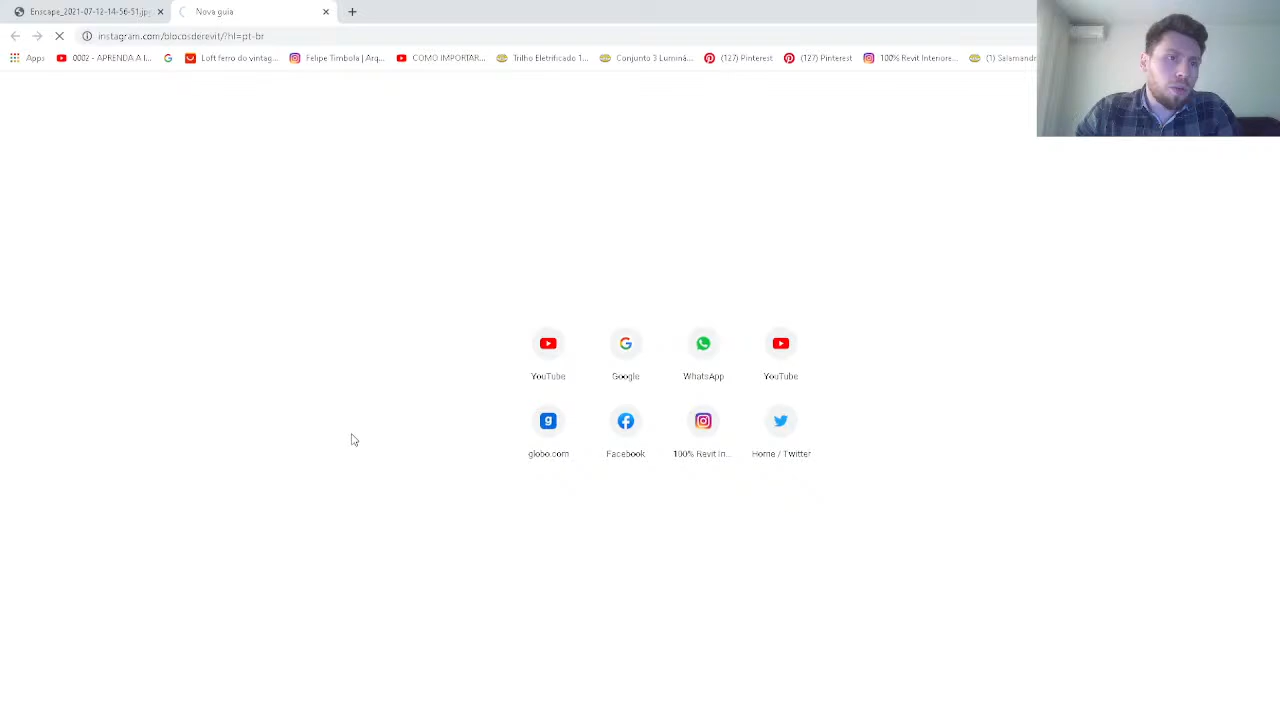 Enscape_2021-07-12-14-56-51.jpg
Nova guia
instagram.com/blocosderevit/?hl=pt-br
Apps
0002 - APRENDA A I...
Loft ferro do vintag...
Felipe Timbola | Arq...
COMO IMPORTAR...
Trilho Eletrificado 1...
Conjunto 3 Luminá...
(127) Pinterest
(127) Pinterest
100% Revit Interiore...
(1) Salamandr
YouTube
Google
WhatsApp
YouTube
globo.com
Facebook
100% Revit In...
Home / Twitter